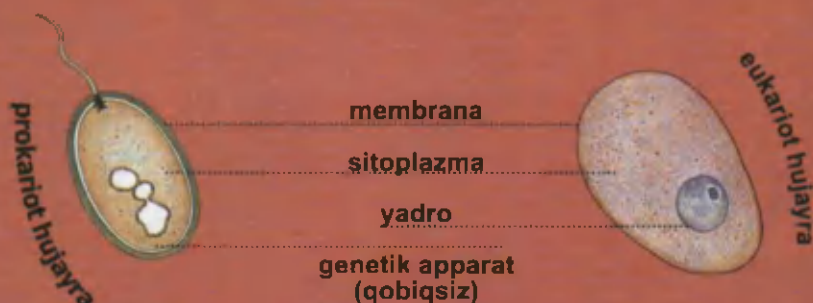 prokariot hujayra
membrana
sitoplazma
yadro
genetik apparat
(qobiqsiz)
eukariot hujayra